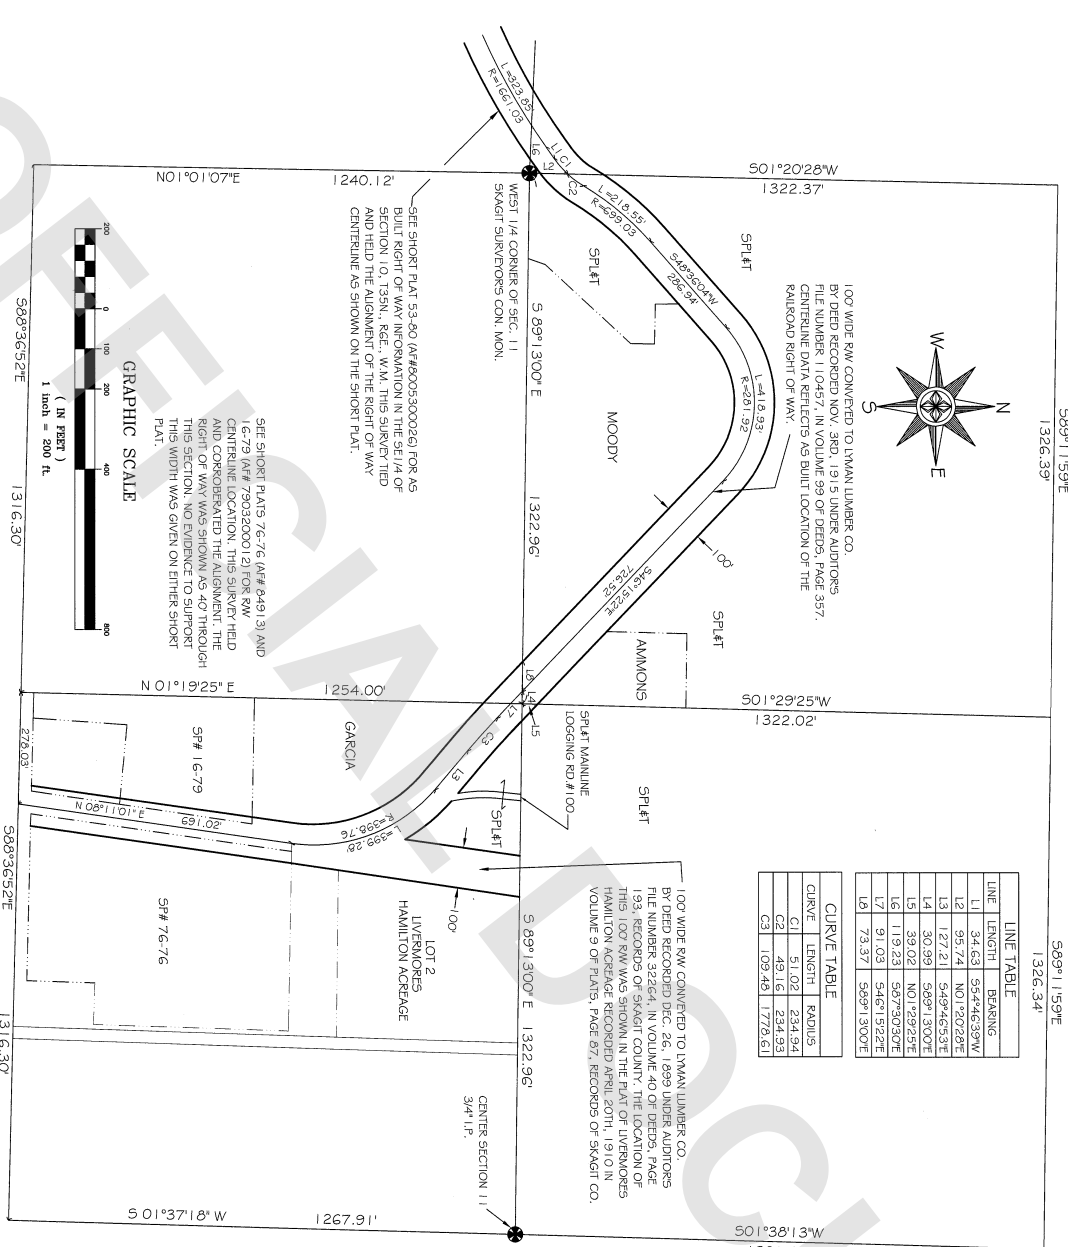 S89°11'59"E
1326.39'
S89°11'59"E
1326.34'
S01°20'28"W
1322.37'
S01°29'25"W
1322.02'
S01°38'13"W
N
W
E
S
LINE TABLE
LINE LENGTH BEARING
L1 34.63 S54°46'39"W
L2 95.74 N01°20'28"E
L3 127.21 S49°46'53"E
L4 30.99 S89°13'00"E
L5 39.02 N01°29'25"E
L6 119.23 S87°30'30"E
L7 91.03 S46°15'22"E
L8 73.37 S89°13'00"E
CURVE TABLE
CURVE LENGTH RADIUS
C1 51.02 234.94
C2 49.16 234.93
C3 109.48 1778.61
100' WIDE R/W CONVEYED TO LYMAN LUMBER CO.
BY DEED RECORDED NOV. 3RD, 1915 UNDER AUDITOR'S
FILE NUMBER 110457, IN VOLUME 99 OF DEEDS, PAGE 357.
CENTERLINE DATA REFLECTS AS BUILT LOCATION OF THE
RAILROAD RIGHT OF WAY.
SPL&T
SPL&T
SPL&T
SPL&T
SPL&T
L=323.85'
R=1661.03
L1
C1
L6
L2
C2
L=218.55'
R=699.03
S48°36'04"W
286.94'
L=418.93'
R=281.92
100'
S46°15'22"E
726.52'
MOODY
AMMONS
L8
L4
L5
L7
C3
L3
SPL&T MAINLINE
LOGGING RD.#100
100' WIDE R/W CONVEYED TO LYMAN LUMBER CO.
BY DEED RECORDED DEC. 26, 1899 UNDER AUDITOR'S
FILE NUMBER 32264, IN VOLUME 40 OF DEEDS, PAGE
193, RECORDS OF SKAGIT COUNTY. THE LOCATION OF
THIS 100' R/W WAS SHOWN IN THE PLAT OF LIVERMORES
HAMILTON ACREAGE RECORDED APRIL 20TH, 1910 IN
VOLUME 9 OF PLATS, PAGE 87, RECORDS OF SKAGIT CO.
WEST 1/4 CORNER OF SEC. 11
SKAGIT SURVEYOR'S CON. MON.
S 89°13'00" E
1322.96'
S 89°13'00" E
1322.96'
CENTER SECTION 11
3/4" I.P.
SEE SHORT PLAT 53-80 (AF#8005300026) FOR AS
BUILT RIGHT OF WAY INFORMATION IN THE SE1/4 OF
SECTION 10, T35N., R6E., W.M. THIS SURVEY TIED
AND HELD THE ALIGNMENT OF THE RIGHT OF WAY
CENTERLINE AS SHOWN ON THE SHORT PLAT.
N01°01'07"E
1240.12'
SEE SHORT PLATS 76-76 (AF# 84913) AND
16-79 (AF# 7903200012) FOR R/W
CENTERLINE LOCATION. THIS SURVEY HELD
AND CORROBERATED THE ALIGNMENT. THE
RIGHT OF WAY WAS SHOWN AS 40' THROUGH
THIS SECTION. NO EVIDENCE TO SUPPORT
THIS WIDTH WAS GIVEN ON EITHER SHORT
PLAT.
N 01°19'25" E
1254.00'
GARCIA
SP# 16-79
L=399.28'
R=398.76
N 08°11'01" E
691.02'
278.03'
100'
LOT 2
LIVERMORES
HAMILTON ACREAGE
SP# 76-76
S 01°37'18" W
1267.91'
GRAPHIC SCALE
200 0 100 200 400 800
( IN FEET )
1 inch = 200 ft.
S88°36'52"E
1316.30'
S88°36'52"E
1316.30'